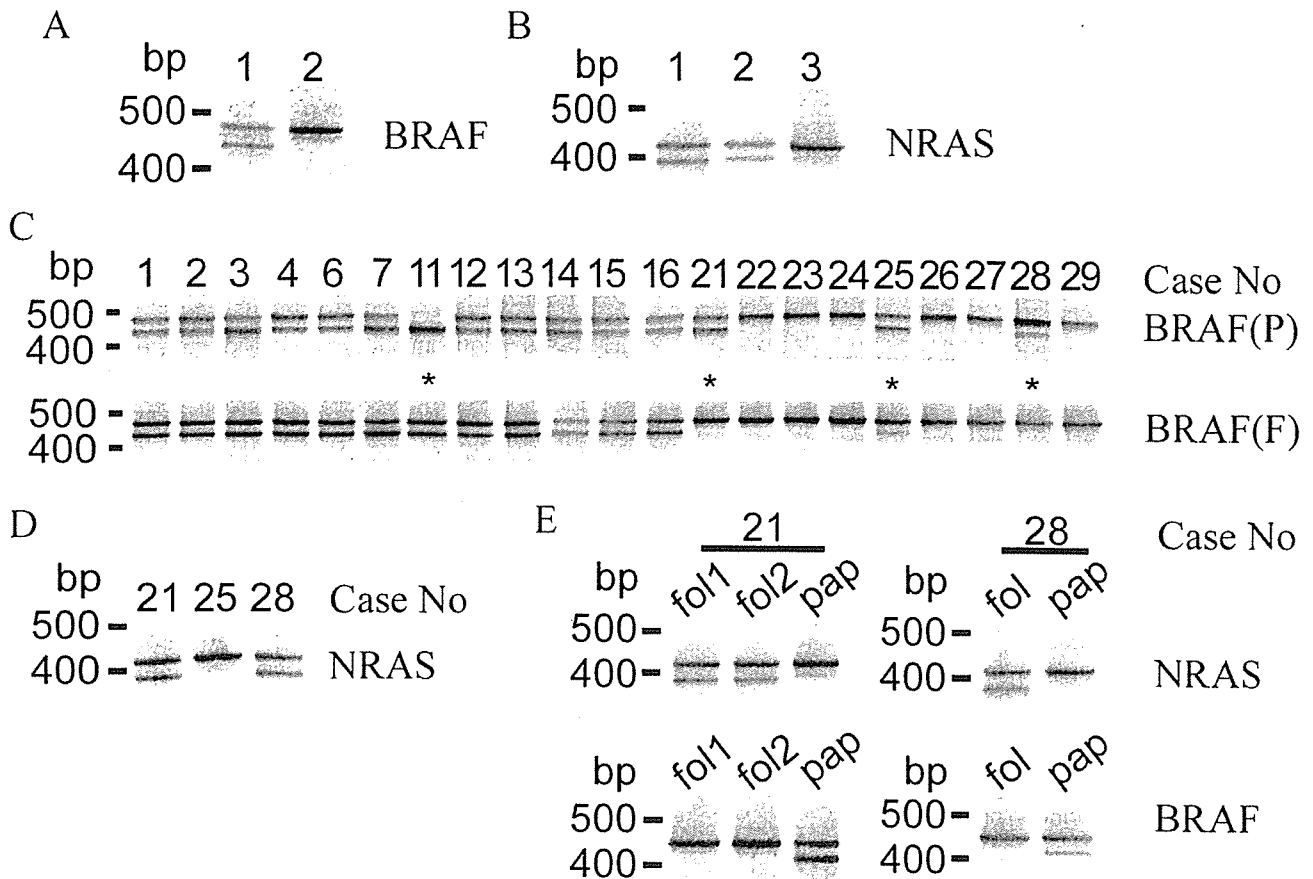 A
bp 1 2
500
400
BRAF
B
bp 1 2 3
500
400
NRAS
C
bp 1 2 3 4 6 7 11 12 13 14 15 16 21 22 23 24 25 26 27 28 29 Case No
500
400
BRAF(P)
* * * *
500
400
BRAF(F)
D
bp 21 25 28 Case No
500
400
NRAS
E
21 28 Case No
bp fol1 fol2 pap bp fol pap
500 500
400 400
NRAS
bp fol1 fol2 pap bp fol pap
500 500
400 400
BRAF